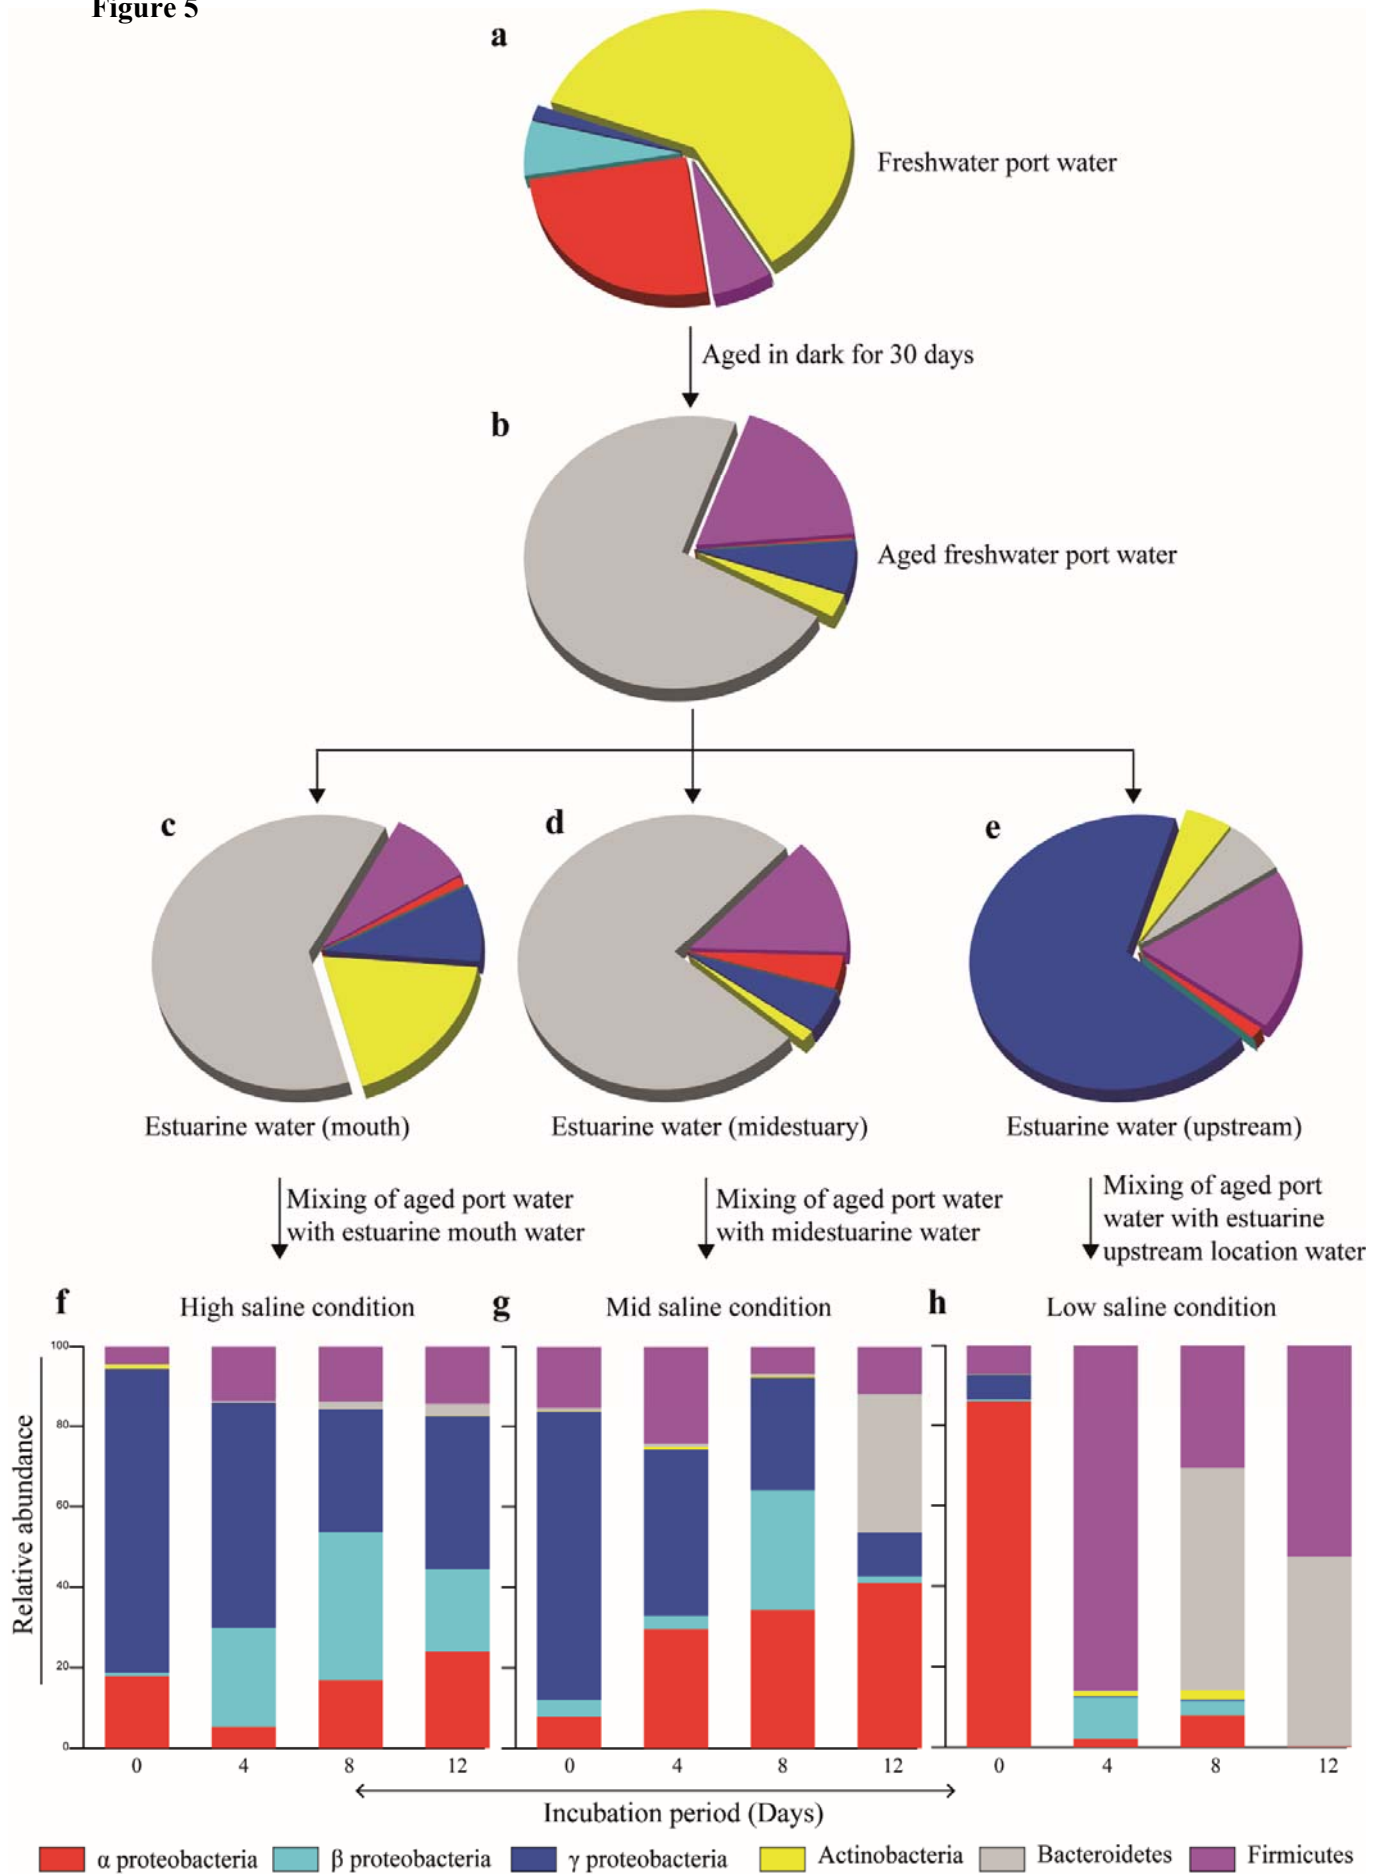 Figure 5
a
Freshwater port water
Aged in dark for 30 days
b
Aged freshwater port water
c
d
e
Estuarine water (mouth)
Estuarine water (midestuary)
Estuarine water (upstream)
Mixing of aged port water
with estuarine mouth water
Mixing of aged port water
with midestuarine water
Mixing of aged port
water with estuarine
upstream location water
f
High saline condition
g
Mid saline condition
h
Low saline condition
Relative abundance
100
80
60
40
20
0
0 4 8 12
0 4 8 12
0 4 8 12
Incubation period (Days)
α proteobacteria
β proteobacteria
γ proteobacteria
Actinobacteria
Bacteroidetes
Firmicutes